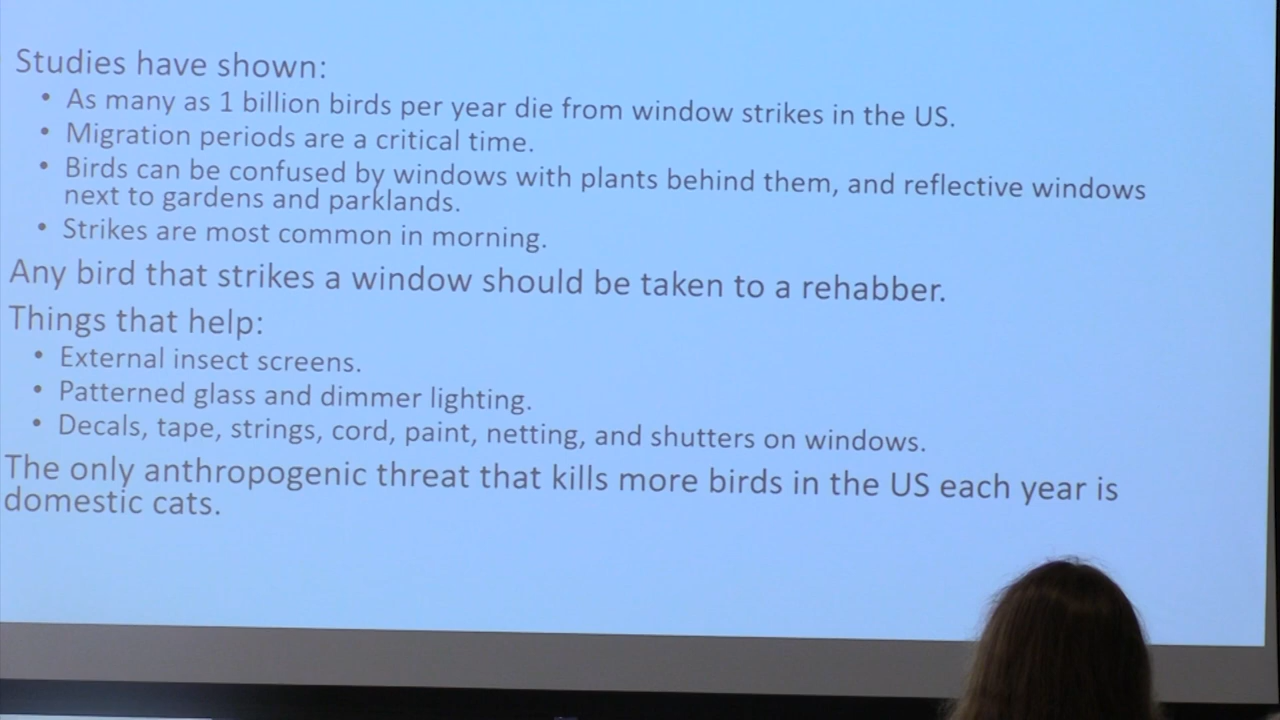 Studies have shown:
• As many as 1 billion birds per year die from window strikes in the US.
• Migration periods are a critical time.
• Birds can be confused by windows with plants behind them, and reflective windows
next to gardens and parklands.
• Strikes are most common in morning.
Any bird that strikes a window should be taken to a rehabber.
Things that help:
• External insect screens.
• Patterned glass and dimmer lighting.
• Decals, tape, strings, cord, paint, netting, and shutters on windows.
The only anthropogenic threat that kills more birds in the US each year is
domestic cats.